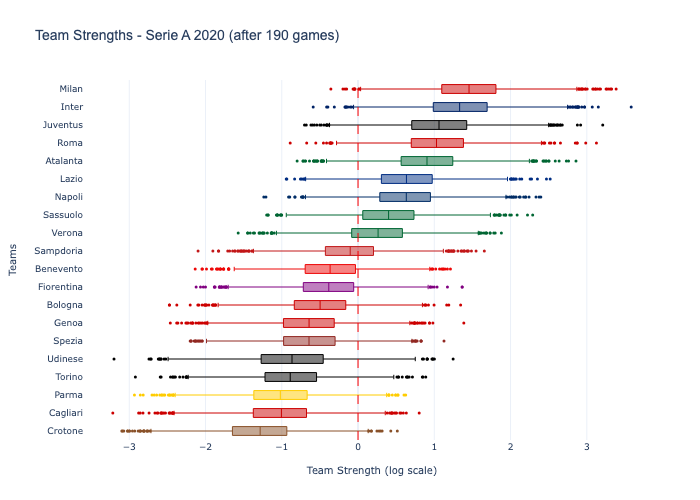 Team Strengths - Serie A 2020 (after 190 games)
Milan
Inter
Juventus
Roma
Atalanta
Lazio
Napoli
Sassuolo
Verona
Sampdoria
Benevento
Fiorentina
Bologna
Genoa
Spezia
Udinese
Torino
Parma
Cagliari
Crotone
Teams
−3 −2 −1 0 1 2 3
Team Strength (log scale)